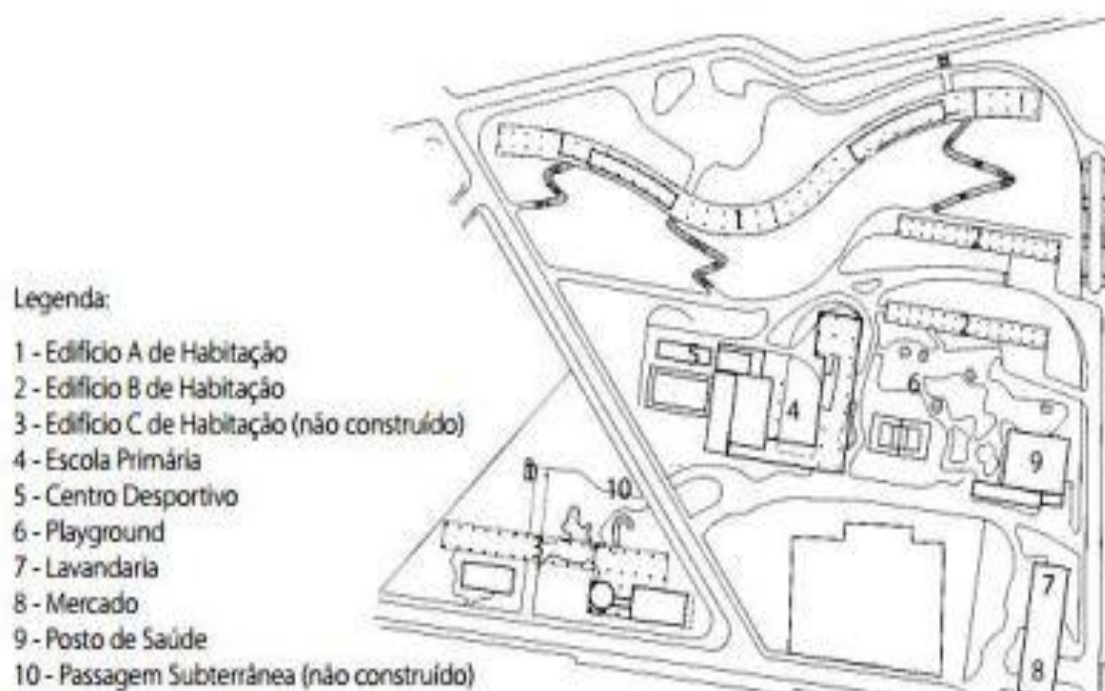 Legenda:
1 - Edifício A de Habitação
2 - Edifício B de Habitação
3 - Edifício C de Habitação (não construído)
4 - Escola Primária
5 - Centro Desportivo
6 - Playground
7 - Lavandaria
8 - Mercado
9 - Posto de Saúde
10 - Passagem Subterrânea (não construído)
1
1
2
2
5
6
4
9
10
3
7
8